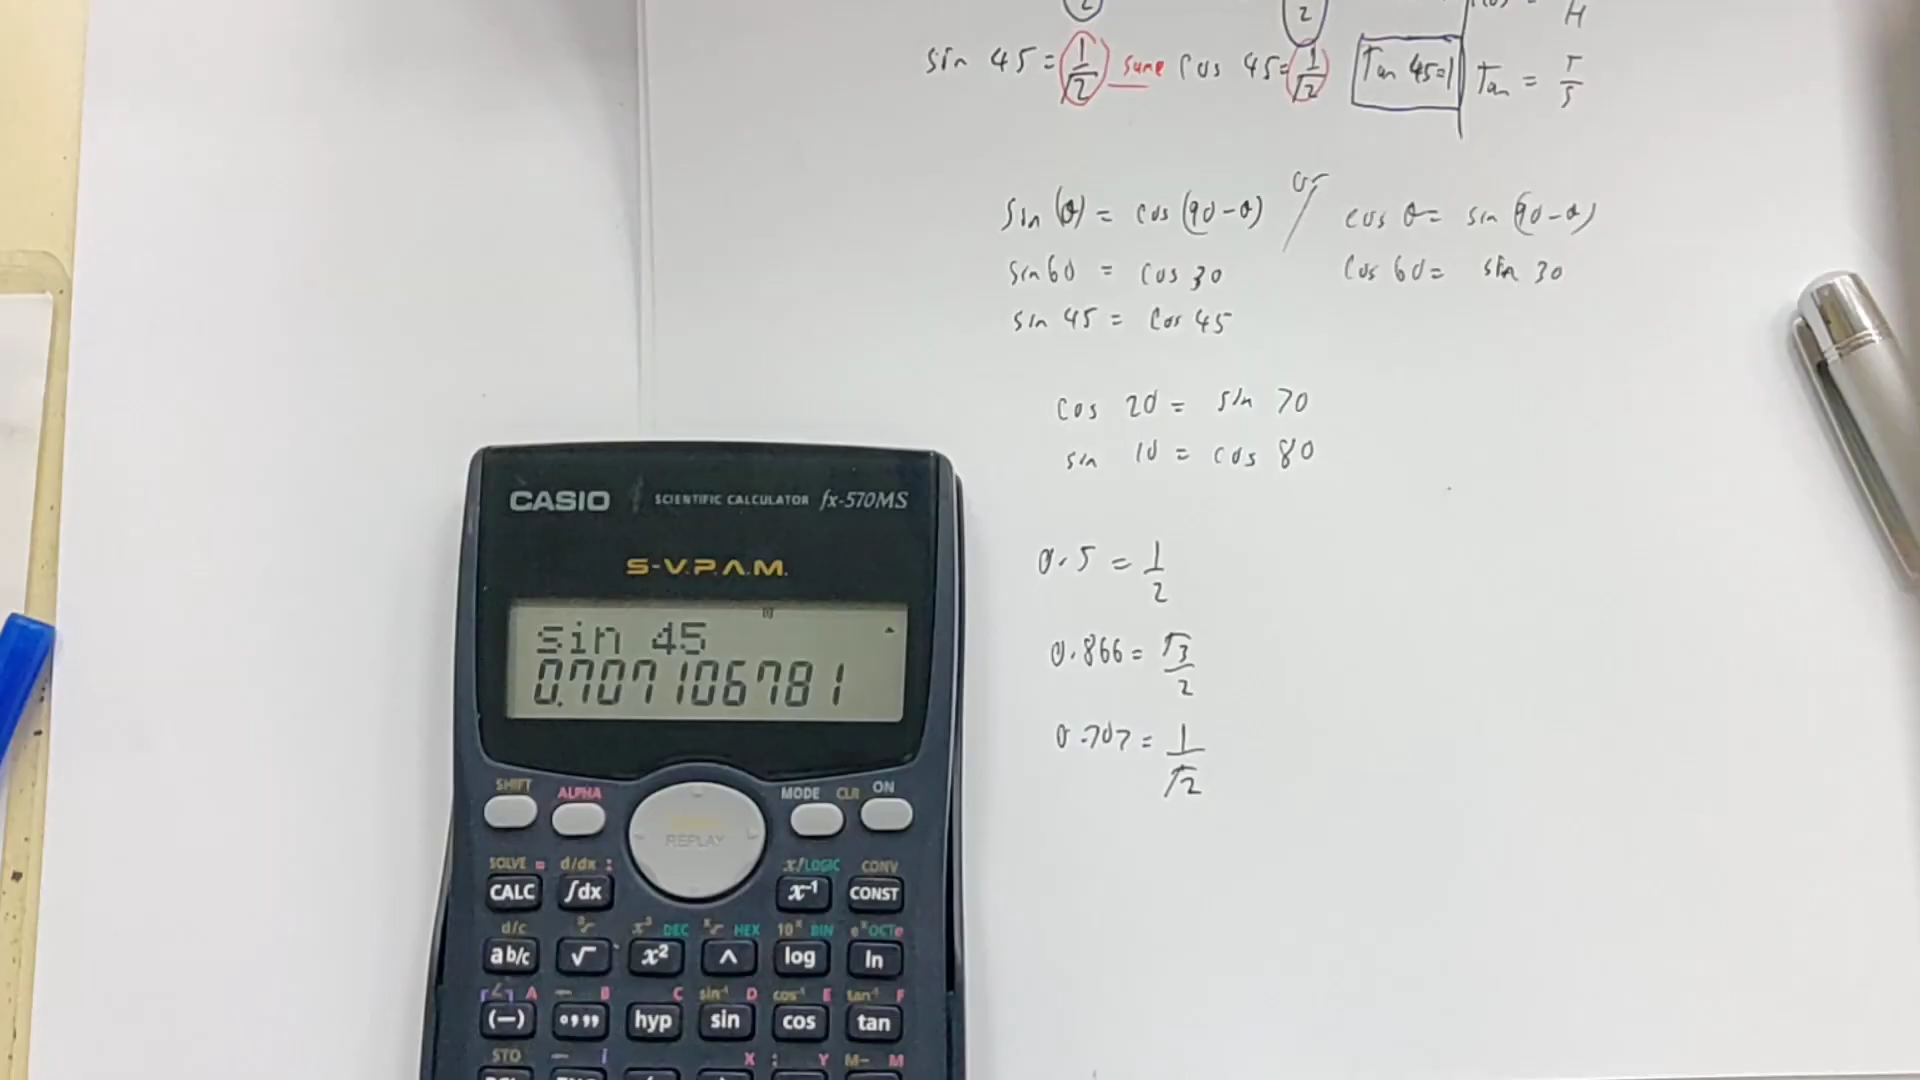 2 2 cos = — H
sin 45 = 1/√2 same cos 45 = 1/√2 Tan 45=1 Tan = T/S
or
Sin (θ) = cos (90-θ) cos θ = sin (90-θ)
sin 60 = cos 30 cos 60 = sin 30
sin 45 = cos 45
cos 20 = sin 70
sin 10 = cos 80
0.5 = 1/2
0.866 = √3/2
0.707 = 1/√2
CASIO SCIENTIFIC CALCULATOR fx-570MS
S-V.P.A.M.
sin 45
0.707106781
SHIFT ALPHA MODE CLR ON
REPLAY
SOLVE = d/dx : x!LOGIC CONV
CALC ∫dx x⁻¹ CONST
d/c ³√ x³ DEC ˣ√ HEX 10ˣ BIN eˣ OCT e
ab/c √ x² ^ log ln
∠ A ← B C sin⁻¹ D cos⁻¹ E tan⁻¹ F
(−) °,,, hyp sin cos tan
STO ← i X ; Y M− M